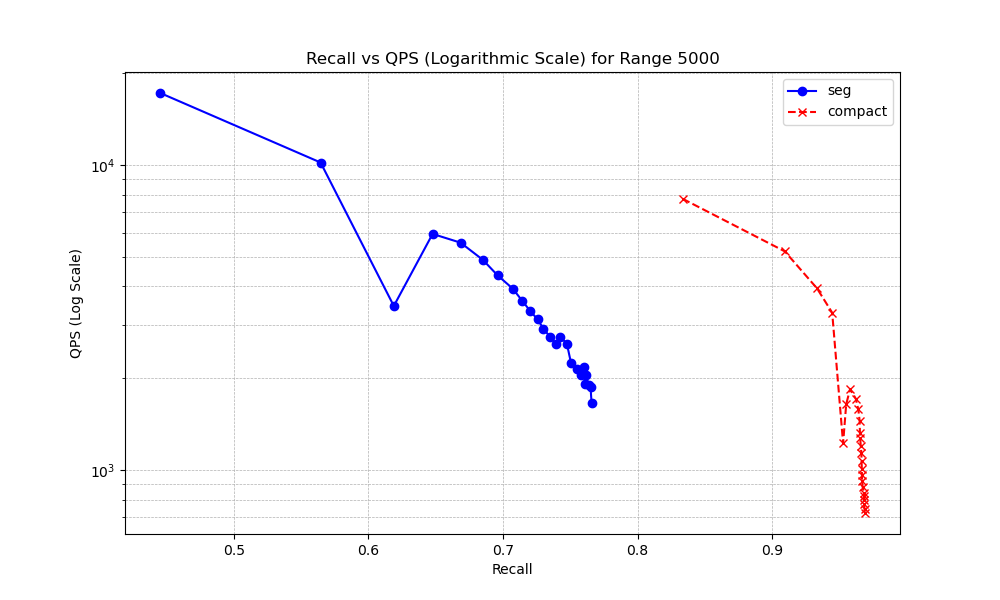 Recall vs QPS (Logarithmic Scale) for Range 5000
seg
compact
QPS (Log Scale)
10⁴
10³
0.5 0.6 0.7 0.8 0.9
Recall